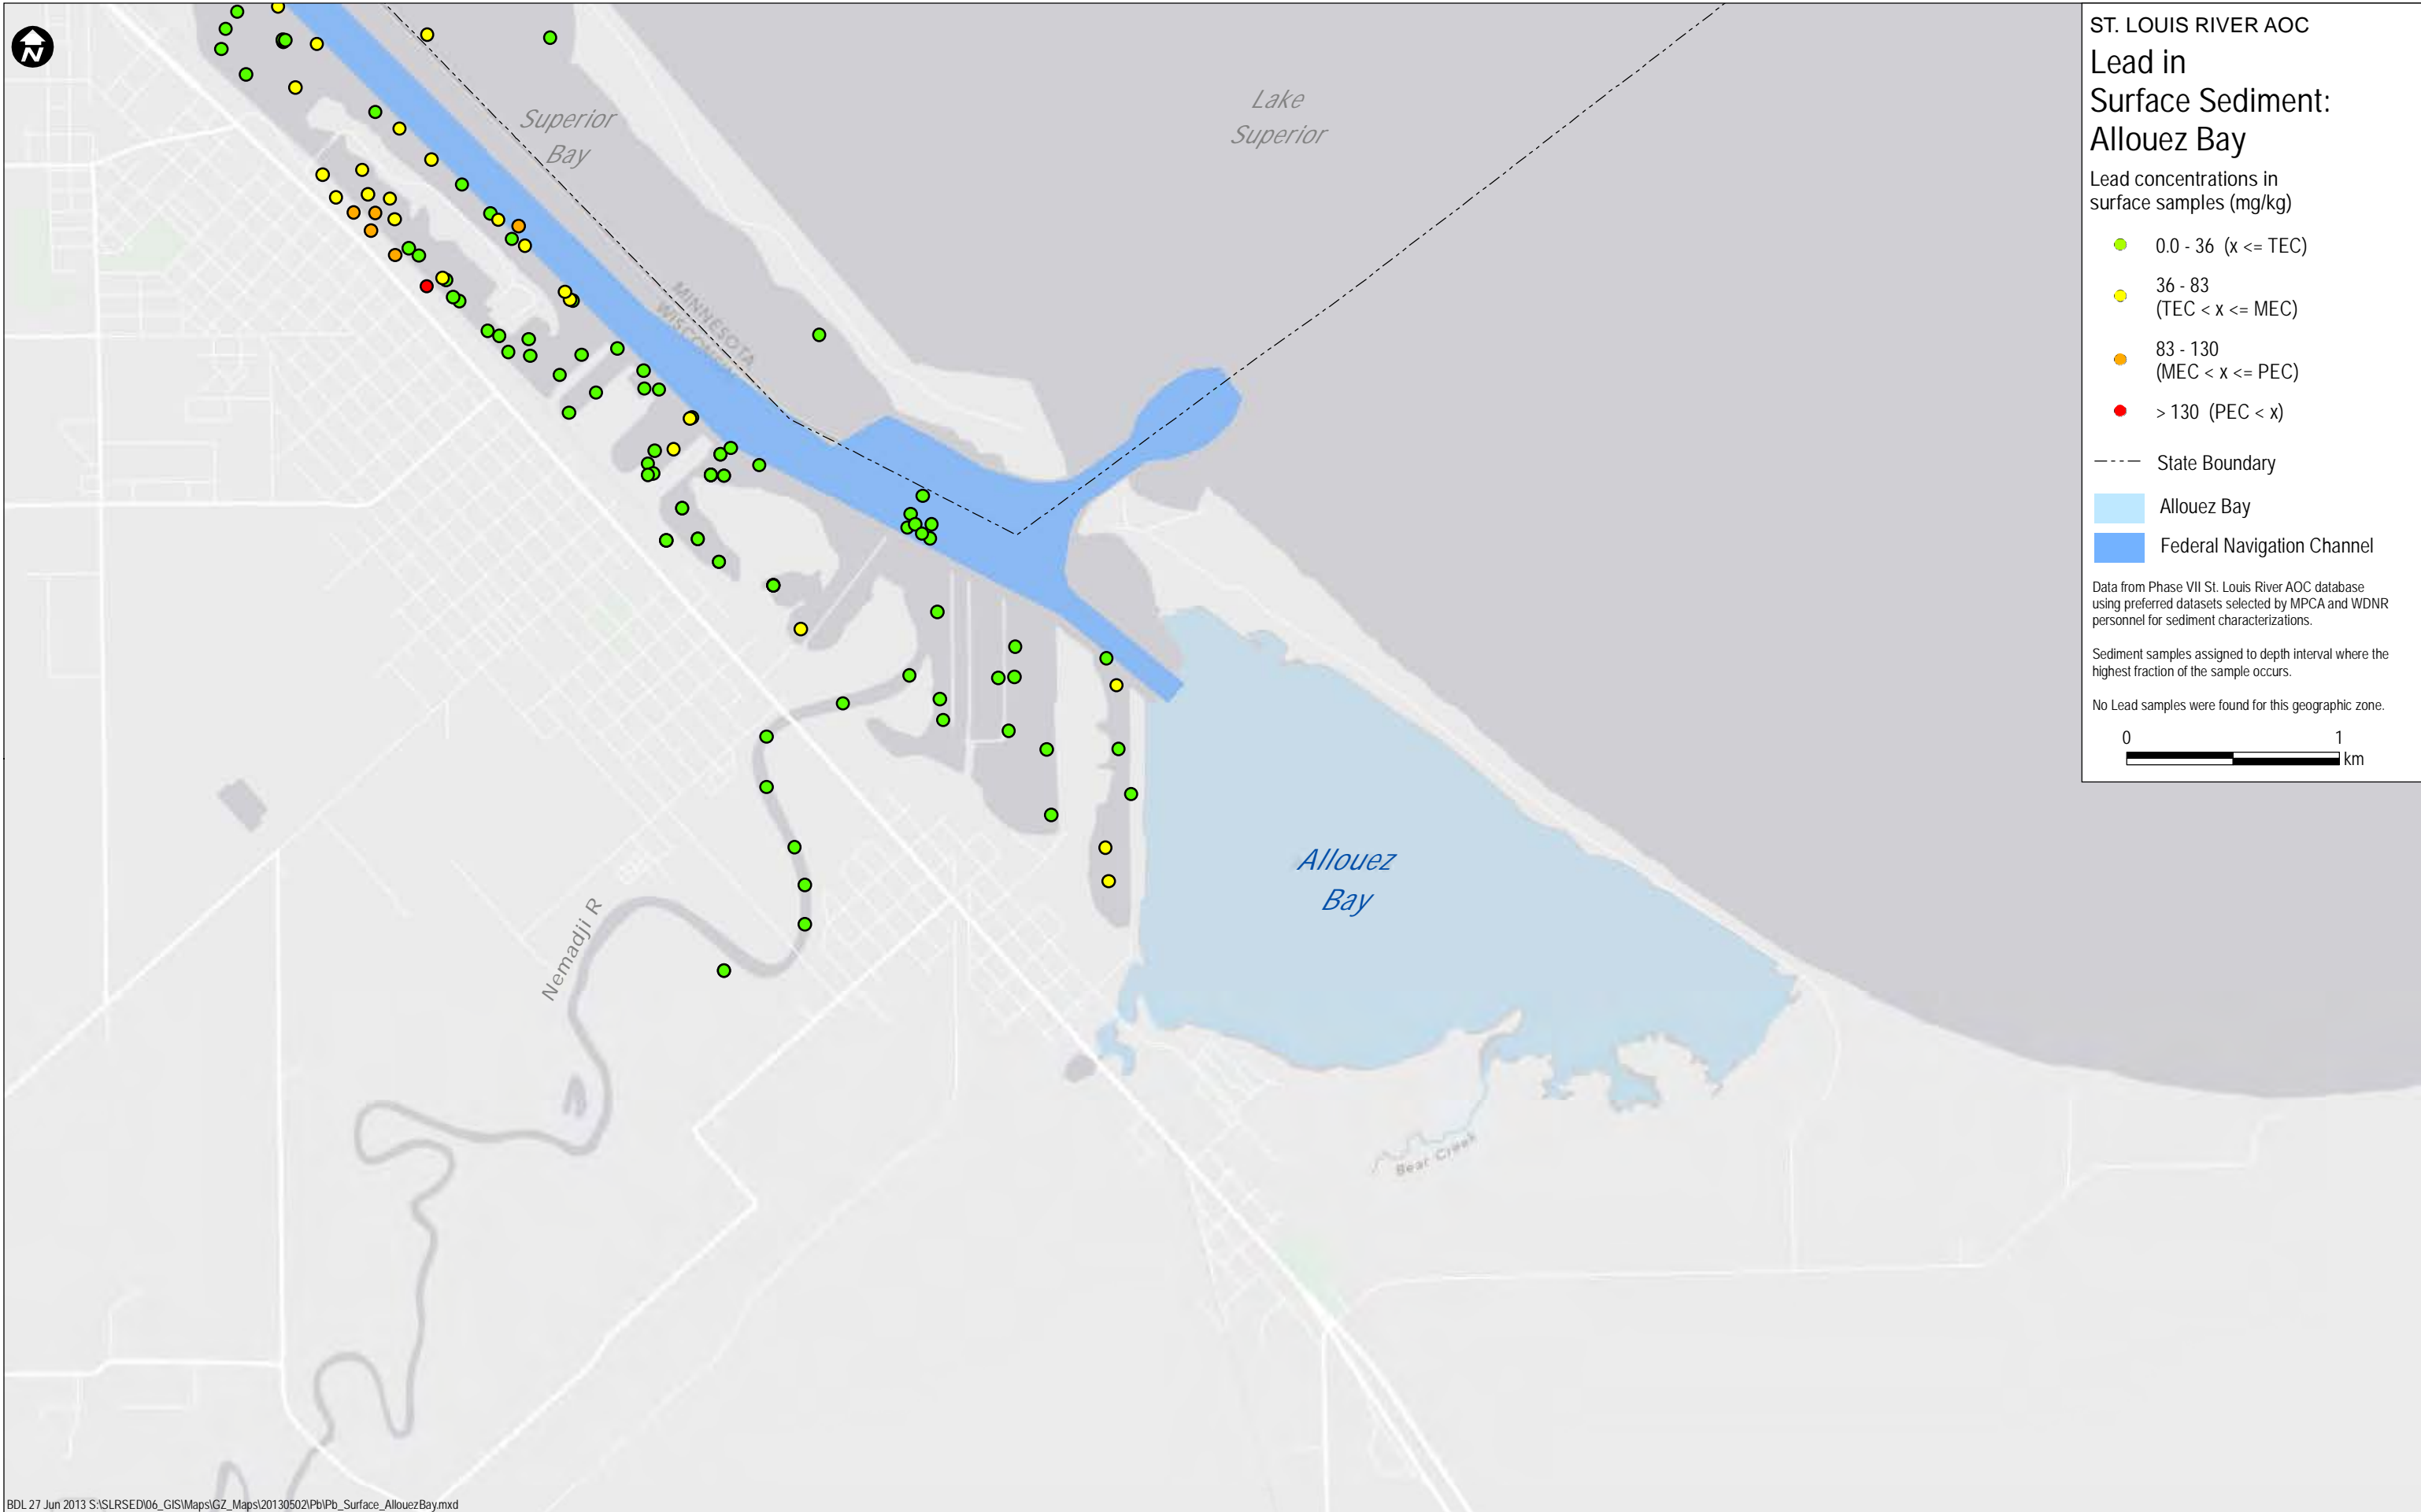 N
Superior
Bay
Lake
Superior
MINNESOTA
WISCONSIN
Allouez
Bay
Nemadji R
Bear Creek
ST. LOUIS RIVER AOC
Lead in
Surface Sediment:
Allouez Bay
Lead concentrations in
surface samples (mg/kg)
0.0 - 36 (x <= TEC)
36 - 83
(TEC < x <= MEC)
83 - 130
(MEC < x <= PEC)
> 130 (PEC < x)
State Boundary
Allouez Bay
Federal Navigation Channel
Data from Phase VII St. Louis River AOC database
using preferred datasets selected by MPCA and WDNR
personnel for sediment characterizations.
Sediment samples assigned to depth interval where the
highest fraction of the sample occurs.
No Lead samples were found for this geographic zone.
0 1
km
BDL 27 Jun 2013 S:\SLRSED\06_GIS\Maps\GZ_Maps\20130502\Pb\Pb_Surface_AllouezBay.mxd